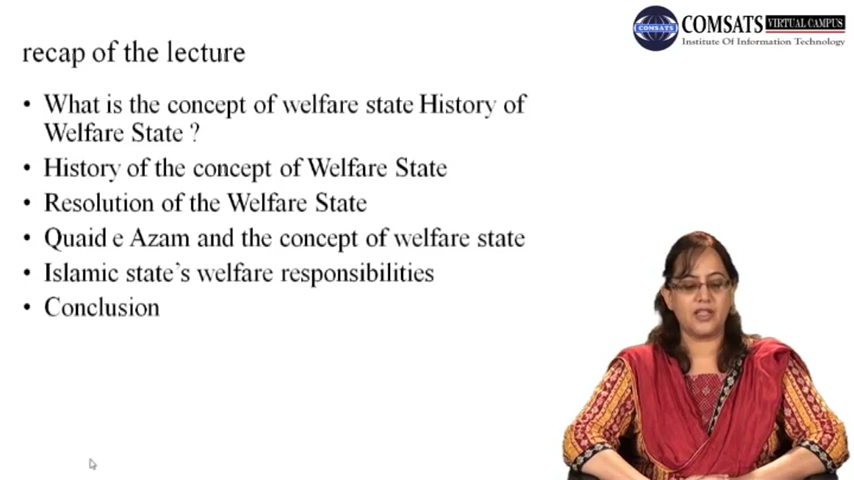 COMSATS VIRTUAL CAMPUS
COMSATS
Institute Of Information Technology
recap of the lecture
• What is the concept of welfare state History of
Welfare State ?
• History of the concept of Welfare State
• Resolution of the Welfare State
• Quaid e Azam and the concept of welfare state
• Islamic state’s welfare responsibilities
• Conclusion